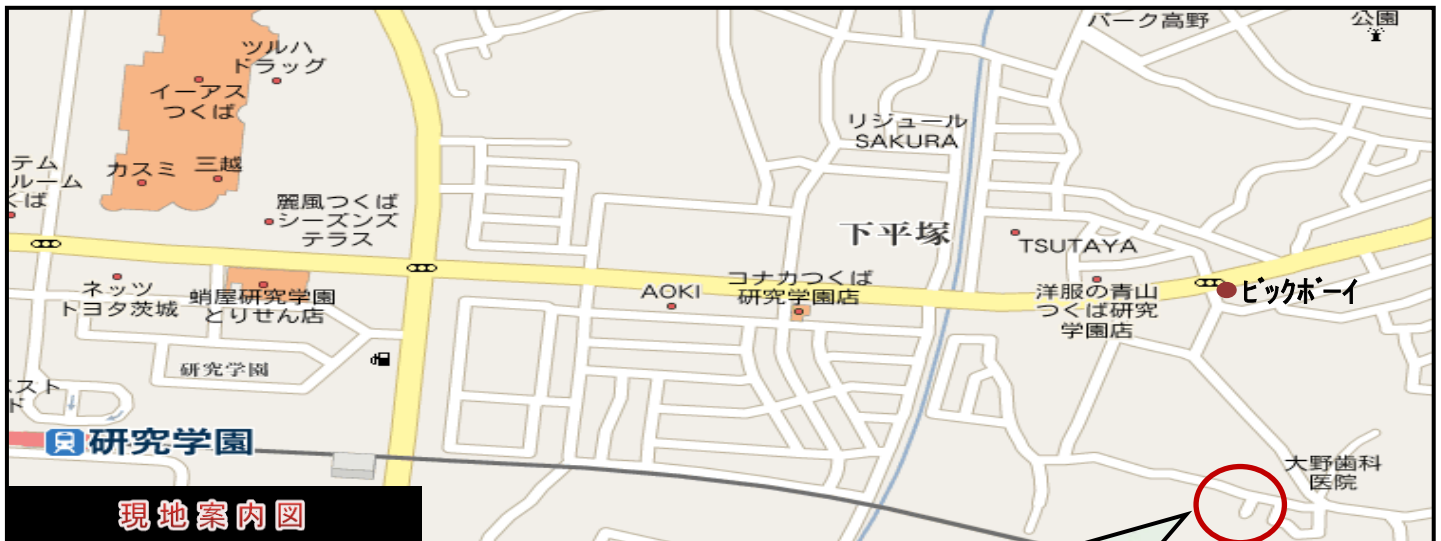 ツルハ
ドラッグ
イーアス
つくば
カスミ
三越
テム
ルーム
くば
麗風つくば
シーズンズ
テラス
ネッツ
トヨタ茨城
蛸屋研究学園
とりせん店
研究学園
研究学園
現地案内図
パーク高野
公園
リジュール
SAKURA
下平塚
TSUTAYA
AOKI
コナカつくば
研究学園店
洋服の青山
つくば研究
学園店
ビックボーイ
大野歯科
医院